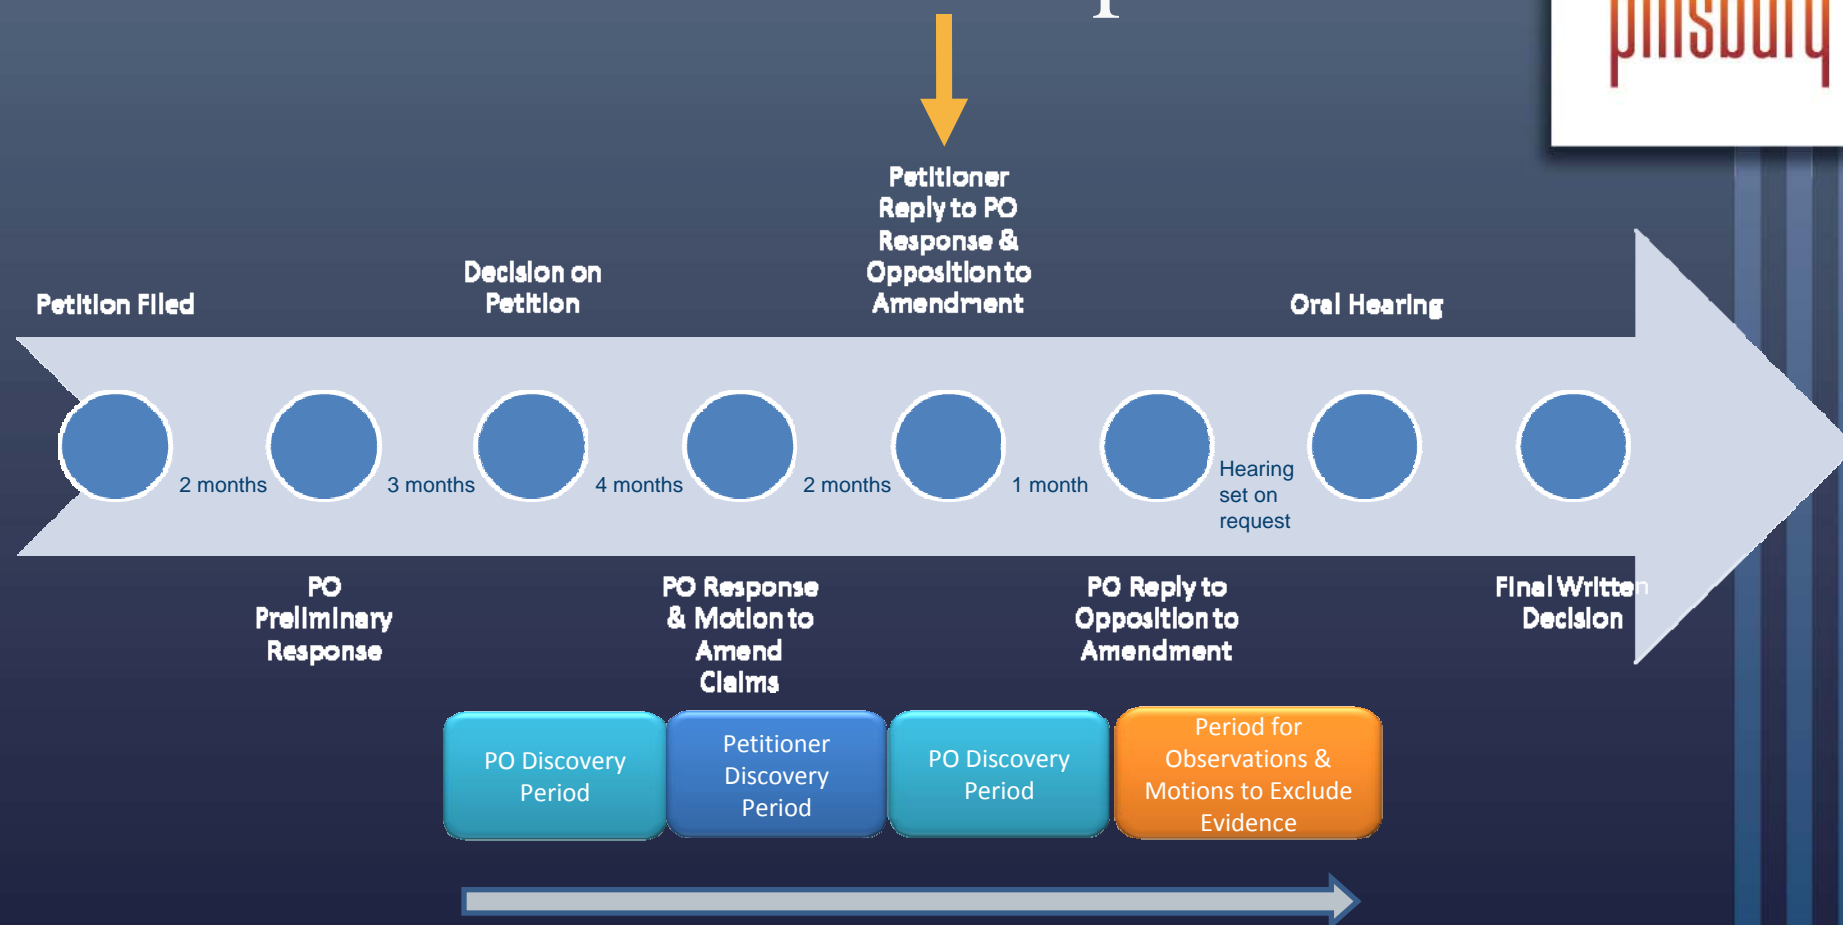 pillsbury
Petitioner
Reply to PO
Response &
Opposition to
Amendment
Decision on
Petition
Petition Filed
Oral Hearing
2 months
3 months
4 months
2 months
1 month
Hearing
set on
request
PO
Preliminary
Response
PO Response
& Motion to
Amend
Claims
PO Reply to
Opposition to
Amendment
Final Written
Decision
PO Discovery
Period
Petitioner
Discovery
Period
PO Discovery
Period
Period for
Observations &
Motions to Exclude
Evidence